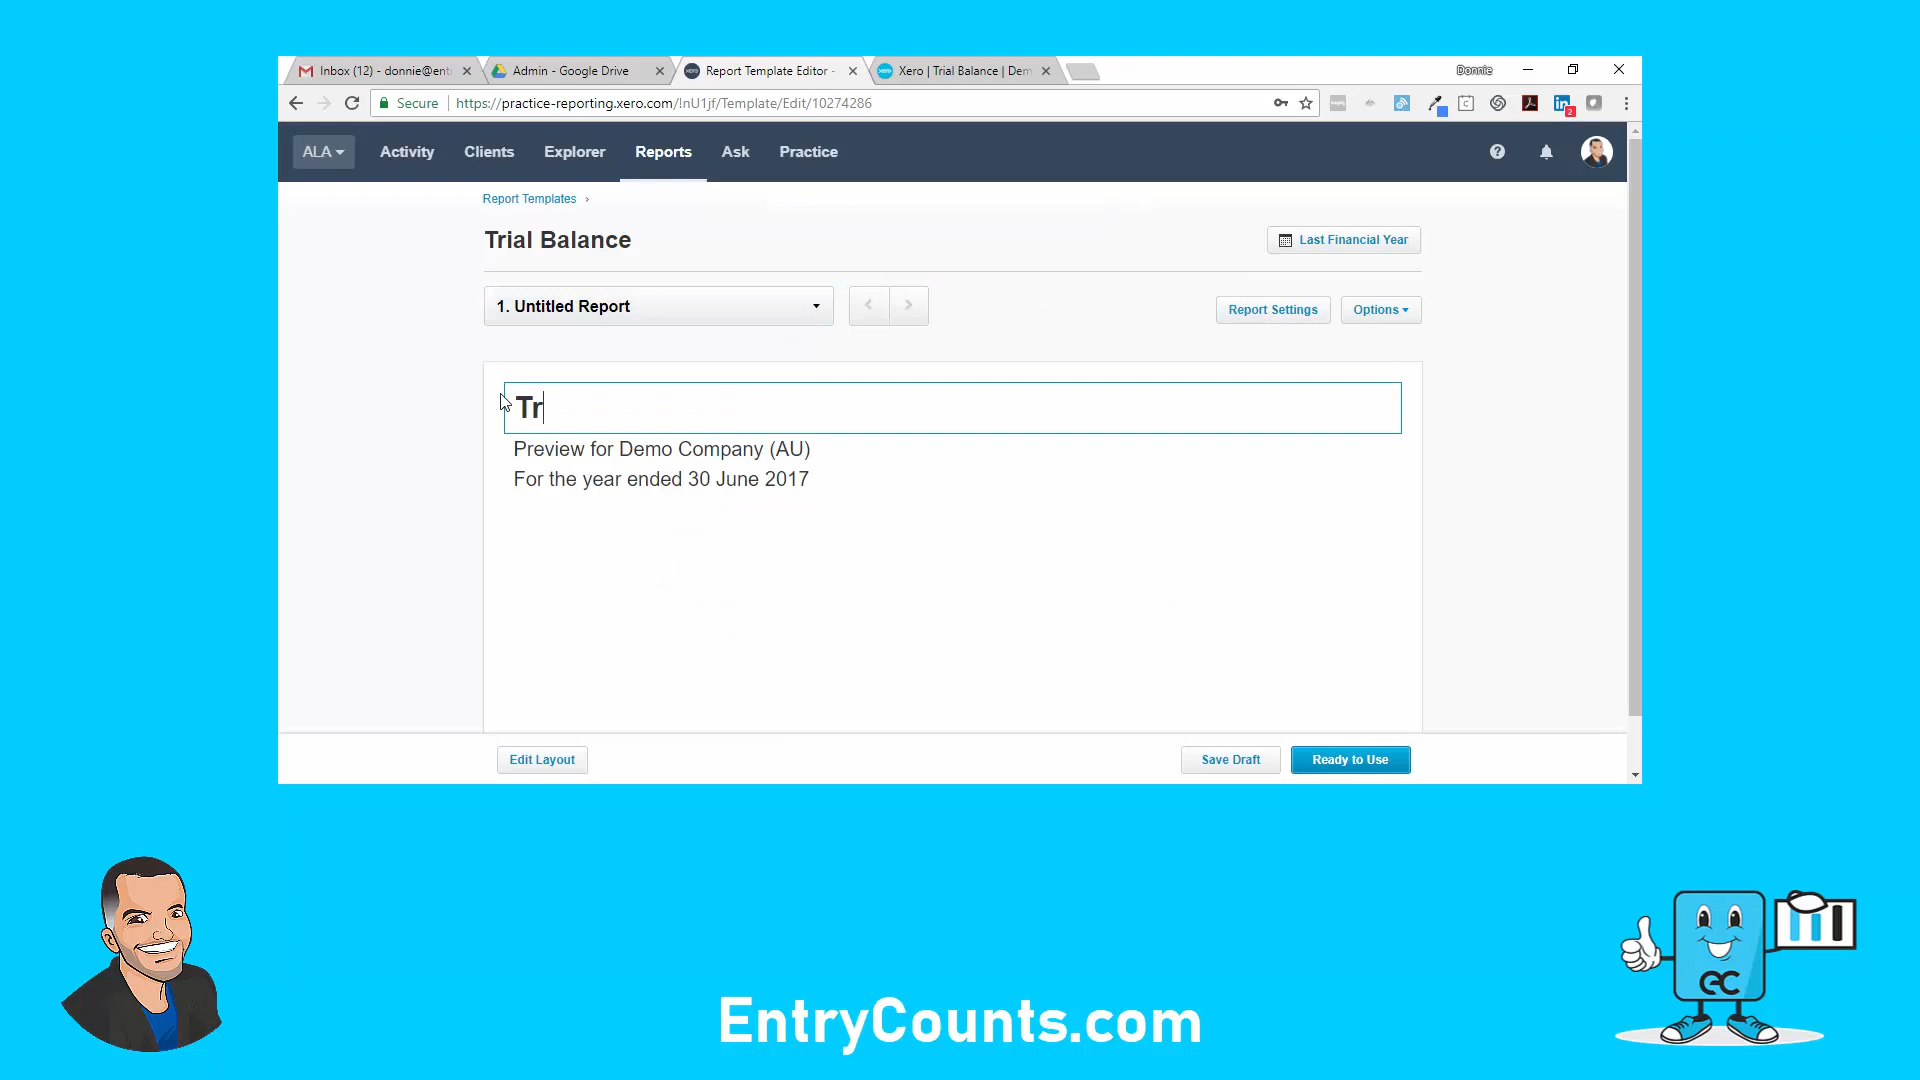 Inbox (12) - donnie@ent
Admin - Google Drive
Report Template Editor -
Xero | Trial Balance | Dem
Donnie
Secure
https://practice-reporting.xero.com/!nU1jf/Template/Edit/10274286
2
ALA
Activity
Clients
Explorer
Reports
Ask
Practice
Report Templates
Trial Balance
Last Financial Year
1. Untitled Report
Report Settings
Options
Tr
Preview for Demo Company (AU)
For the year ended 30 June 2017
Edit Layout
Save Draft
Ready to Use
ec
EntryCounts.com